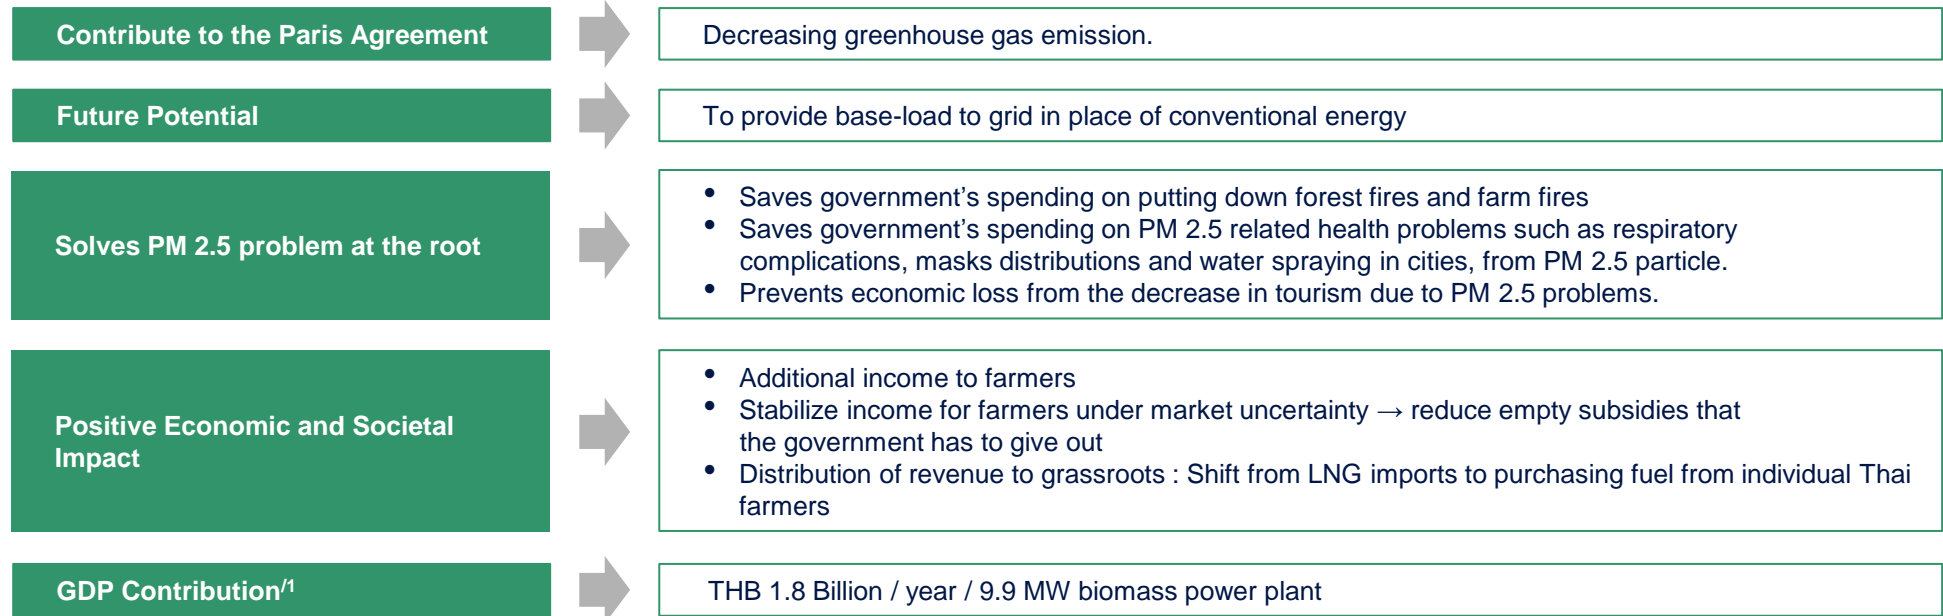 Contribute to the Paris Agreement
Decreasing greenhouse gas emission.
Future Potential
To provide base-load to grid in place of conventional energy
Solves PM 2.5 problem at the root
• Saves government’s spending on putting down forest fires and farm fires
• Saves government’s spending on PM 2.5 related health problems such as respiratory
complications, masks distributions and water spraying in cities, from PM 2.5 particle.
• Prevents economic loss from the decrease in tourism due to PM 2.5 problems.
Positive Economic and Societal
Impact
• Additional income to farmers
• Stabilize income for farmers under market uncertainty → reduce empty subsidies that
the government has to give out
• Distribution of revenue to grassroots : Shift from LNG imports to purchasing fuel from individual Thai
farmers
GDP Contribution/1
THB 1.8 Billion / year / 9.9 MW biomass power plant